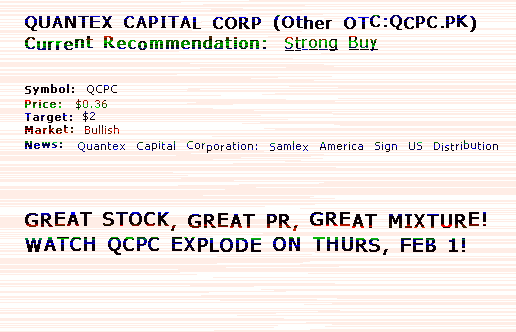 QUANTEX CAPITAL CORP (Other OTC:QCPC.PK)
Current Recommendation: Strong Buy
Symbol: QCPC
Price: $0.36
Target: $2
Market: Bullish
News: Quantex Capital Corporation: Samlex America Sign US Distribution
GREAT STOCK, GREAT PR, GREAT MIXTURE!
WATCH QCPC EXPLODE ON THURS, FEB 1!